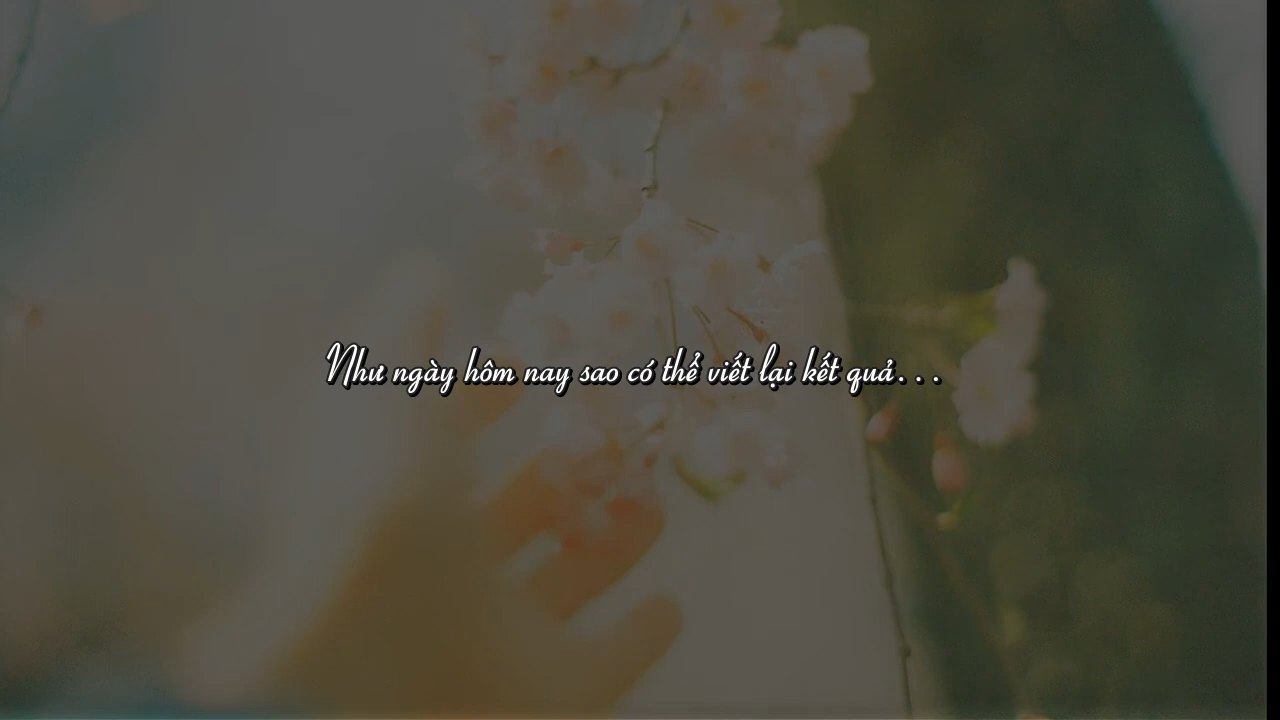 Như ngày hôm nay sao có thể viết lại kết quả...